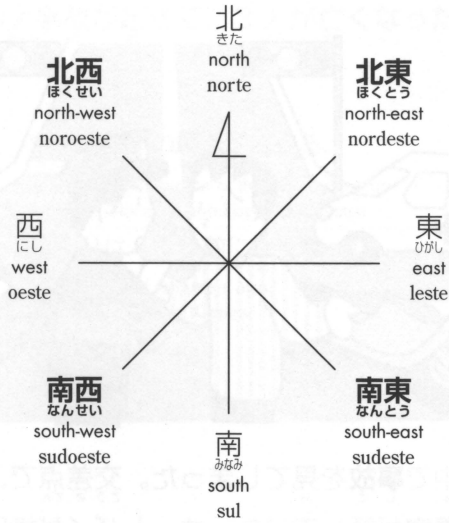 北
きた
north
norte
北西
ほくせい
north-west
noroeste
北東
ほくとう
north-east
nordeste
西
にし
west
oeste
東
ひがし
east
leste
南西
なんせい
south-west
sudoeste
南東
なんとう
south-east
sudeste
南
みなみ
south
sul